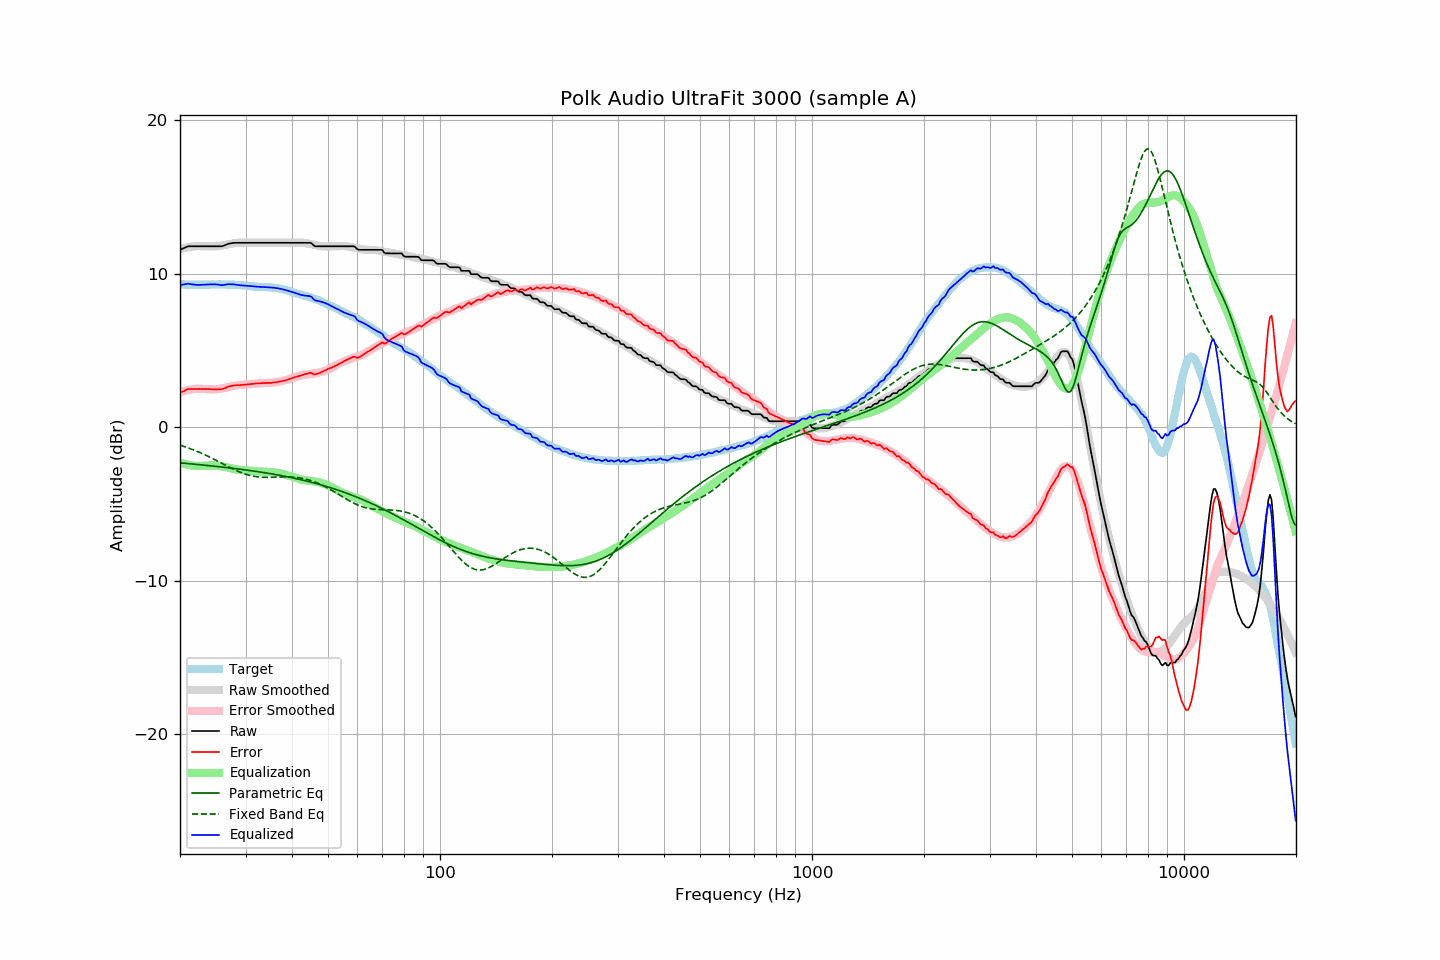 Polk Audio UltraFit 3000 (sample A)
20
10
0
−10
−20
Amplitude (dBr)
Target
Raw Smoothed
Error Smoothed
Raw
Error
Equalization
Parametric Eq
Fixed Band Eq
Equalized
100
1000
10000
Frequency (Hz)